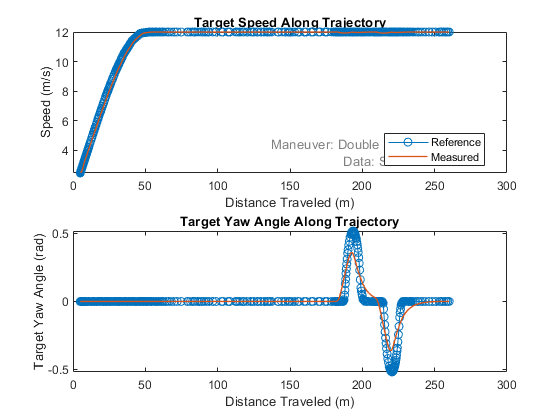 Target Speed Along Trajectory
12
10
8
6
4
Speed (m/s)
Maneuver: Double
Data:
Reference
Measured
0
50
100
150
200
250
300
Distance Traveled (m)
Target Yaw Angle Along Trajectory
0.5
0
-0.5
Target Yaw Angle (rad)
0
50
100
150
200
250
300
Distance Traveled (m)